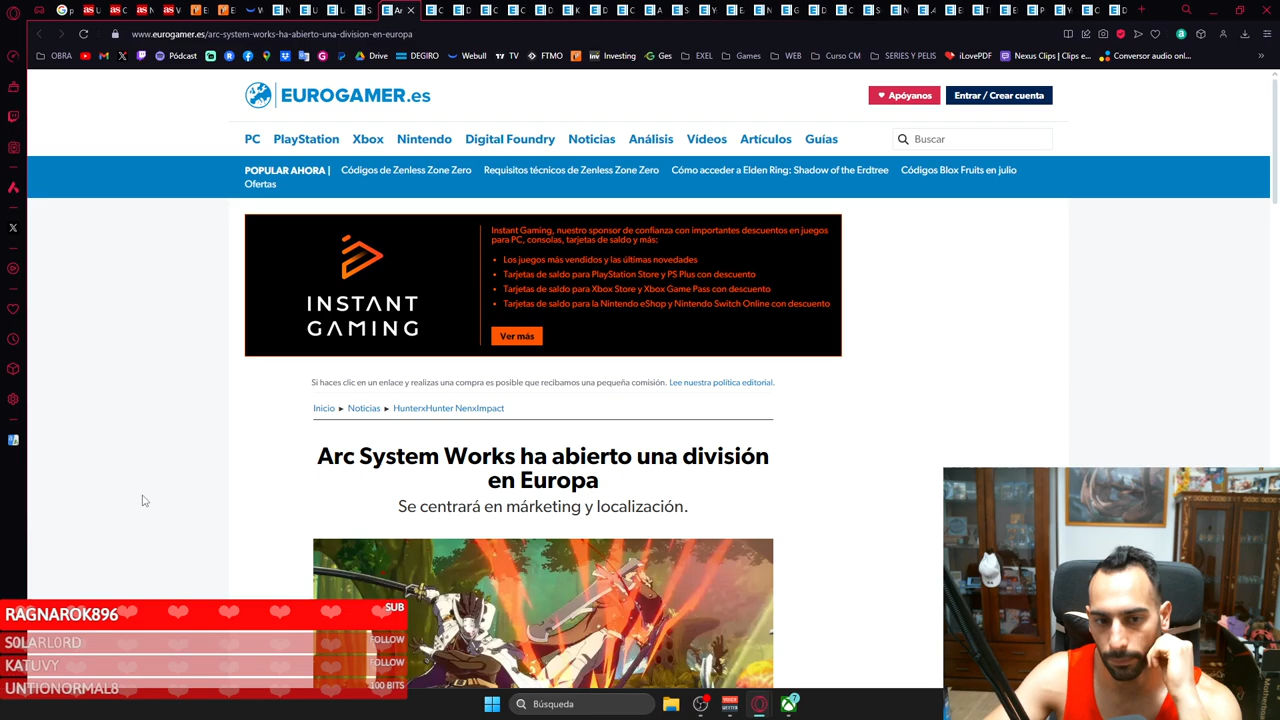 www.eurogamer.es/arc-system-works-ha-abierto-una-division-en-europa
OBRA
Pódcast
Drive
DEGIRO
Webull
TV
FTMO
Investing
Ges
EXEL
Games
WEB
Curso CM
SERIES Y PELIS
iLovePDF
Nexus Clips | Clips e...
Conversor audio onl...
EUROGAMER.es
Apóyanos
Entrar / Crear cuenta
PC PlayStation Xbox Nintendo Digital Foundry Noticias Análisis Vídeos Artículos Guías
Buscar
POPULAR AHORA | Códigos de Zenless Zone Zero Requisitos técnicos de Zenless Zone Zero Cómo acceder a Elden Ring: Shadow of the Erdtree Códigos Blox Fruits en julio
Ofertas
INSTANT
GAMING
Instant Gaming, nuestro sponsor de confianza con importantes descuentos en juegos
para PC, consolas, tarjetas de saldo y más:
• Los juegos más vendidos y las últimas novedades
• Tarjetas de saldo para PlayStation Store y PS Plus con descuento
• Tarjetas de saldo para Xbox Store y Xbox Game Pass con descuento
• Tarjetas de saldo para la Nintendo eShop y Nintendo Switch Online con descuento
Ver más
Si haces clic en un enlace y realizas una compra es posible que recibamos una pequeña comisión. Lee nuestra política editorial.
Inicio ► Noticias ► HunterxHunter NenxImpact
Arc System Works ha abierto una división
en Europa
Se centrará en márketing y localización.
RAGNAROK896 SUB
S0LARL0RD FOLLOW
KATUVY FOLLOW
UNTIONORMAL8 100 BITS
Búsqueda
7